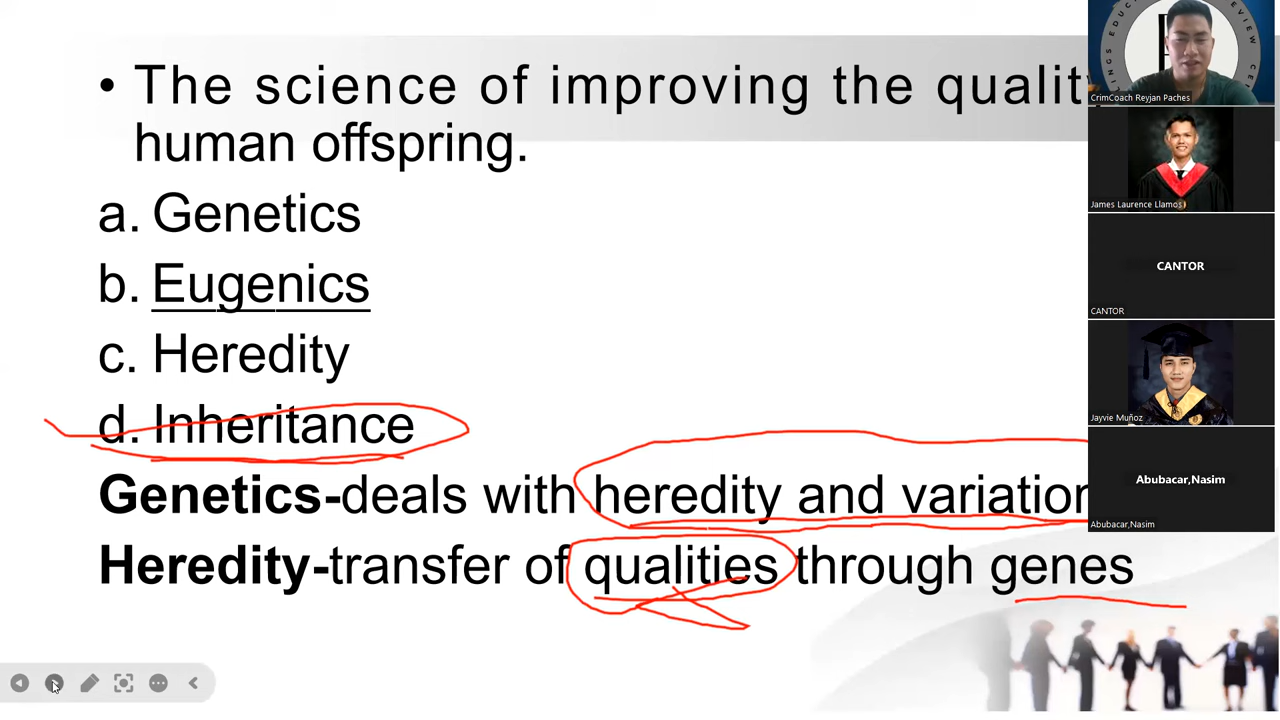 • The science of improving the quality
human offspring.
a. Genetics
b. Eugenics
c. Heredity
d. Inheritance
Genetics-deals with heredity and variation
Heredity-transfer of qualities through genes
CrimCoach Reyjan Paches
James Laurence Llamos
CANTOR
CANTOR
Jayvie Muñoz
Abubacar,Nasim
Abubacar,Nasim